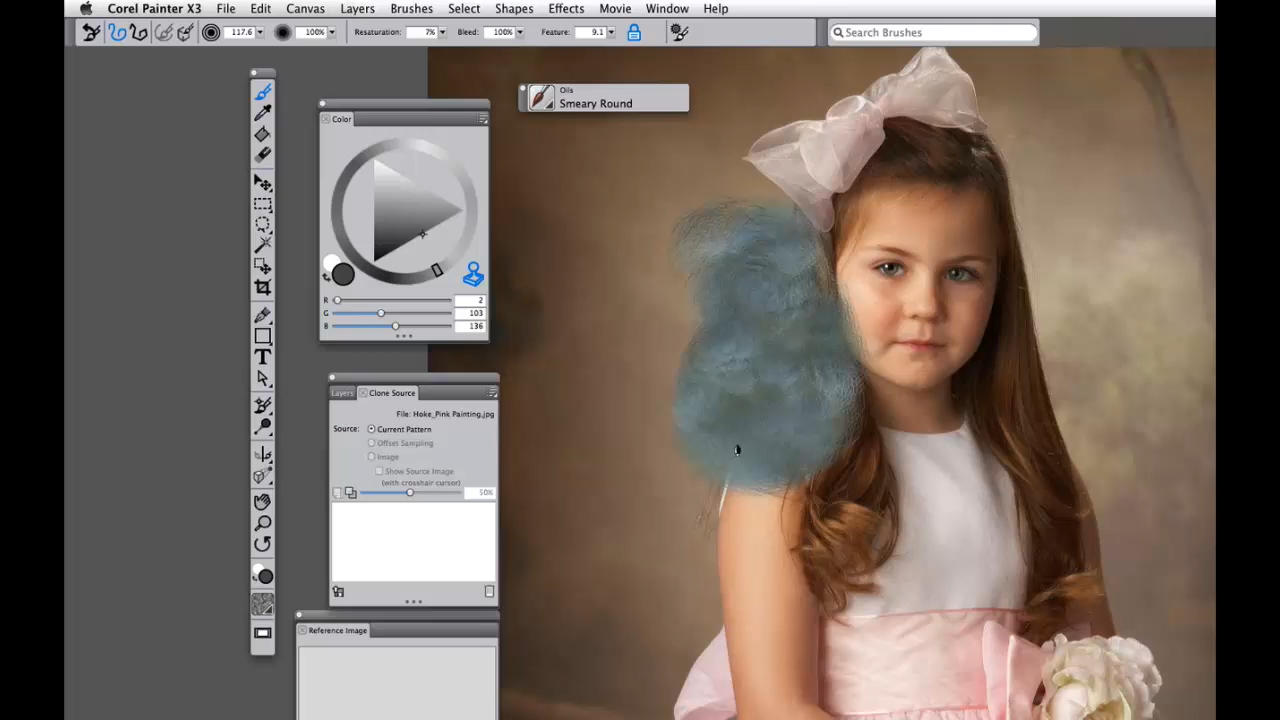 Corel Painter X3 File Edit Canvas Layers Brushes Select Shapes Effects Movie Window Help
117.6 100% Resaturation: 7% Bleed: 100% Feature: 9.1 Search Brushes
Oils
Smeary Round
Color
R 2
G 103
B 136
Layers Clone Source
File: Hoke_Pink Painting.jpg
Source: Current Pattern
Offset Sampling
Image
Show Source Image
(with crosshair cursor)
50%
T
Reference Image